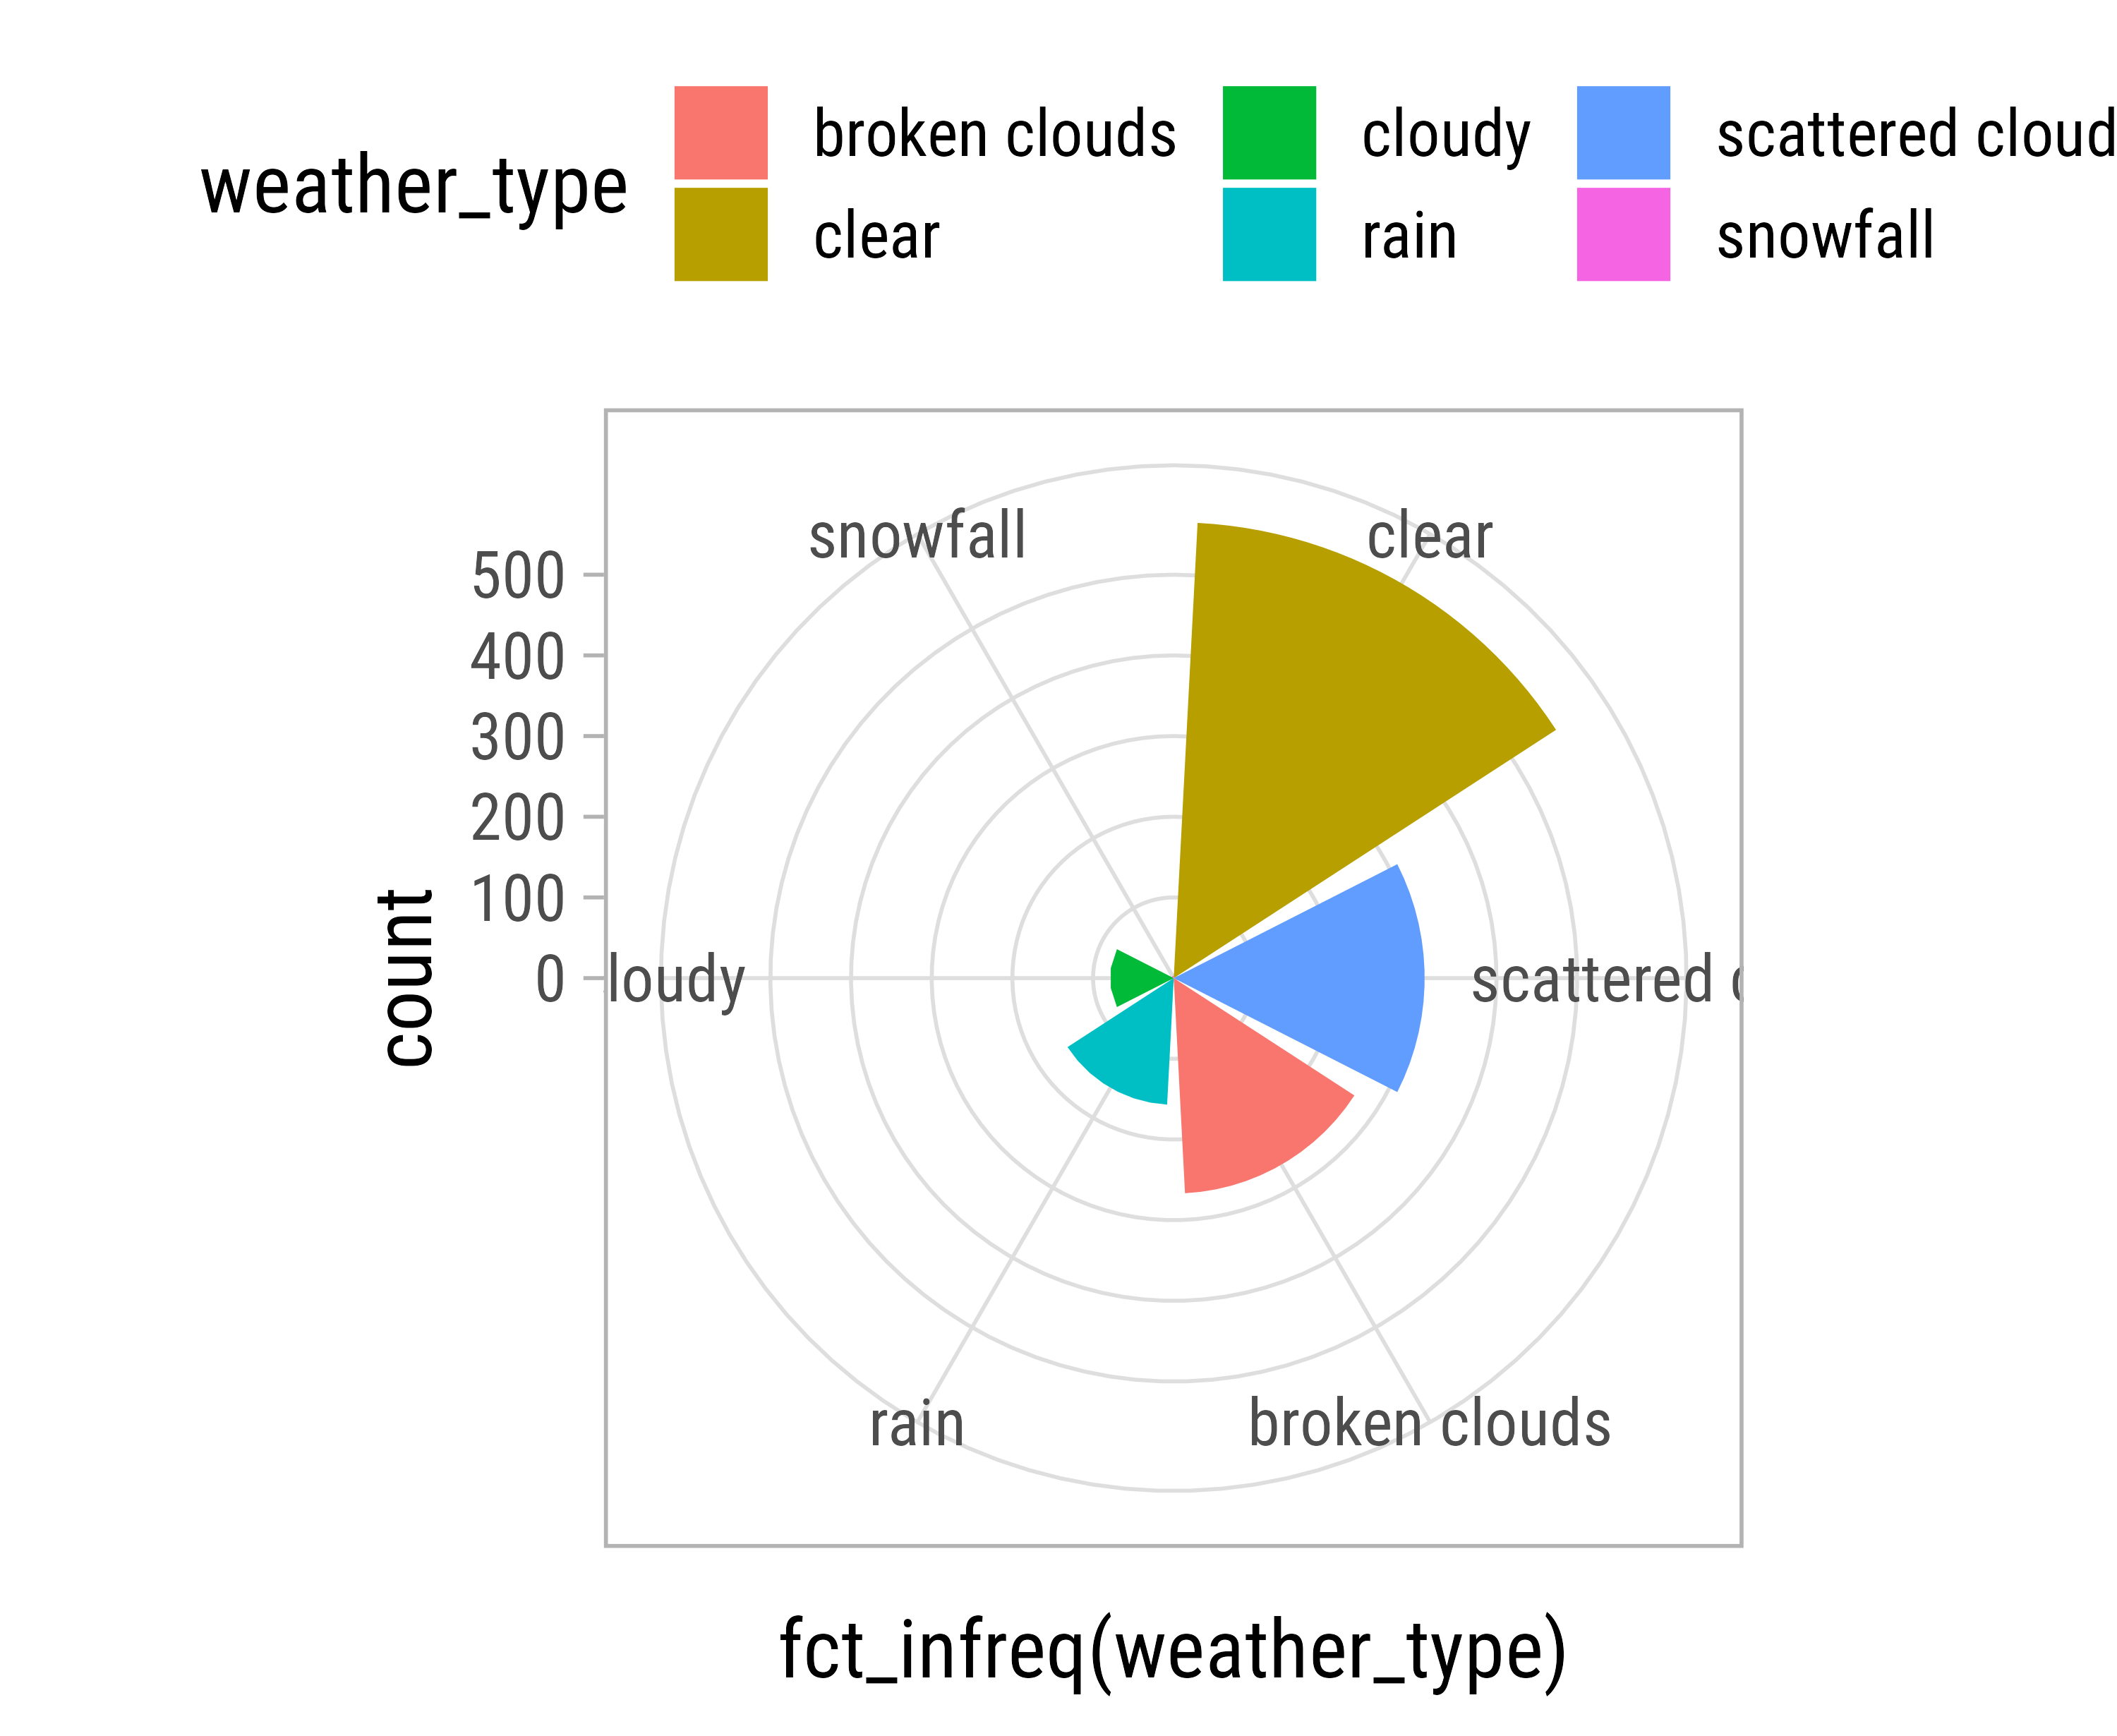 weather_type
broken clouds
cloudy
scattered cloud
clear
rain
snowfall
snowfall
clear
500
400
300
200
100
0
count
loudy
scattered c
rain
broken clouds
fct_infreq(weather_type)